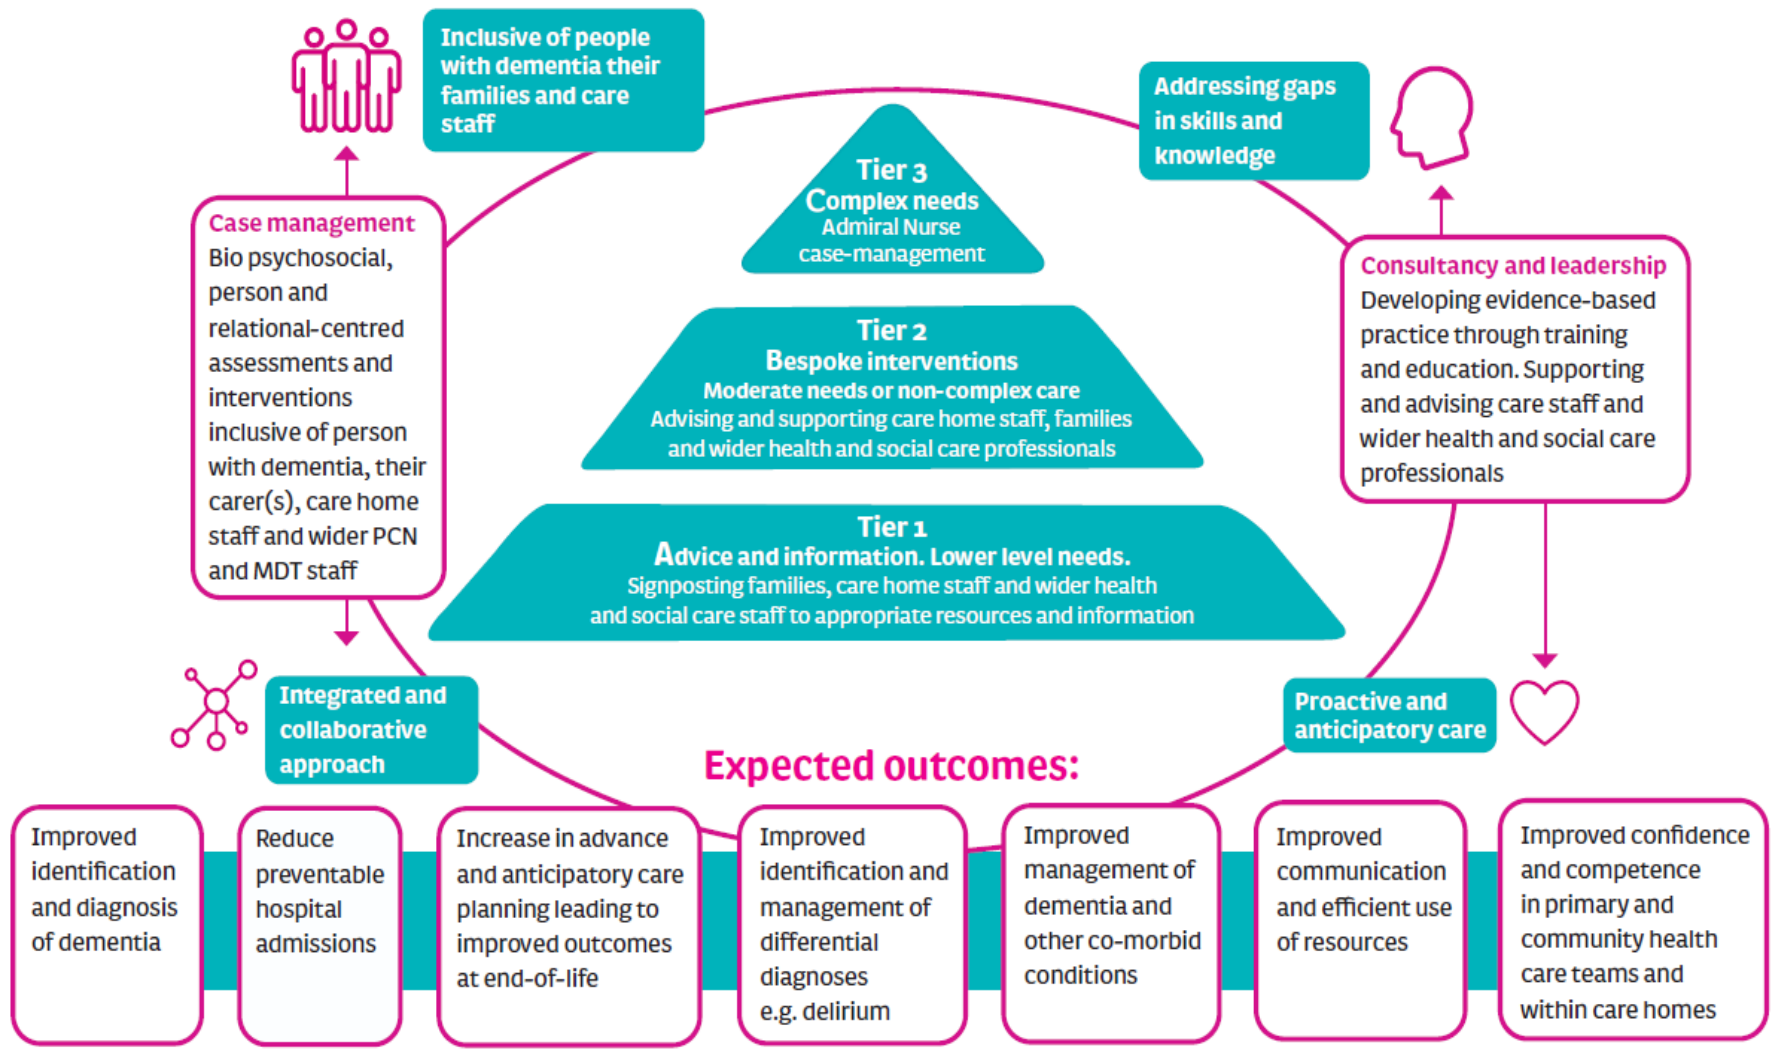 Inclusive of people
with dementia their
families and care
staff
Addressing gaps
in skills and
knowledge
Case management
Bio psychosocial,
person and
relational-centred
assessments and
interventions
inclusive of person
with dementia, their
carer(s), care home
staff and wider PCN
and MDT staff
Tier 3
Complex needs
Admiral Nurse
case-management
Tier 2
Bespoke interventions
Moderate needs or non-complex care
Advising and supporting care home staff, families
and wider health and social care professionals
Tier 1
Advice and information. Lower level needs.
Signposting families, care home staff and wider health
and social care staff to appropriate resources and information
Consultancy and leadership
Developing evidence-based
practice through training
and education. Supporting
and advising care staff and
wider health and social care
professionals
Integrated and
collaborative
approach
Proactive and
anticipatory care
Expected outcomes:
Improved
identification
and diagnosis
of dementia
Reduce
preventable
hospital
admissions
Increase in advance
and anticipatory care
planning leading to
improved outcomes
at end-of-life
Improved
identification and
management of
differential
diagnoses
e.g. delirium
Improved
management of
dementia and
other co-morbid
conditions
Improved
communication
and efficient use
of resources
Improved confidence
and competence
in primary and
community health
care teams and
within care homes